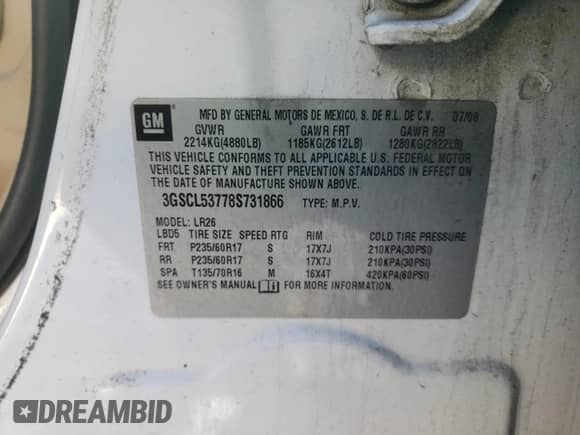 GM
MFD BY GENERAL MOTORS DE MEXICO, S. DE R.L. DE C.V. 07/08
GVWR GAWR FRT GAWR RR
2214KG(4880LB) 1185KG(2612LB) 1280KG(2822LB)
THIS VEHICLE CONFORMS TO ALL APPLICABLE U.S. FEDERAL MOTOR
VEHICLE SAFETY AND THEFT PREVENTION STANDARDS IN EFFECT ON
THE DATE OF MANUFACTURE SHOWN ABOVE.
3GSCL53778S731866 TYPE: M.P.V.
MODEL: LR26
LBD5 TIRE SIZE SPEED RTG RIM COLD TIRE PRESSURE
FRT P235/60R17 S 17X7J 210KPA(30PSI)
RR P235/60R17 S 17X7J 210KPA(30PSI)
SPA T135/70R16 M 16X4T 420KPA(60PSI)
SEE OWNER'S MANUAL FOR MORE INFORMATION.
DREAMBID